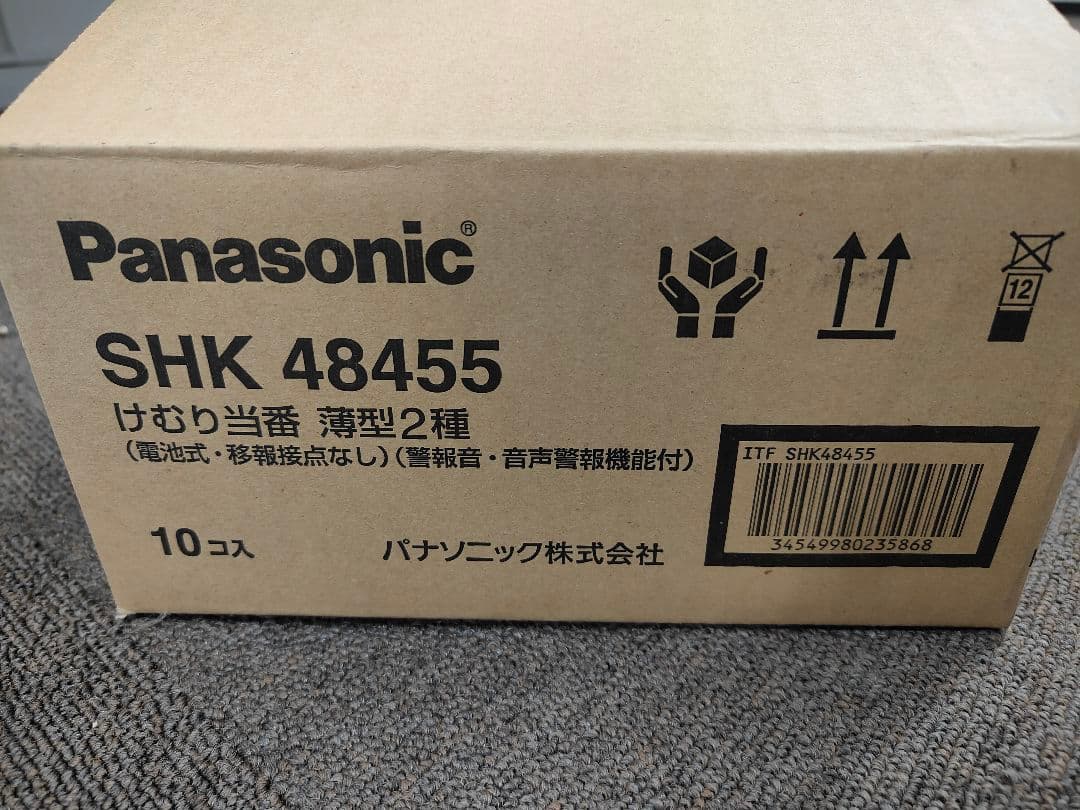 Panasonic®
SHK 48455
けむり当番 薄型2種
(電池式・移報接点なし)(警報音・音声警報機能付)
10コ入
パナソニック株式会社
12
ITF SHK48455
34549980235868